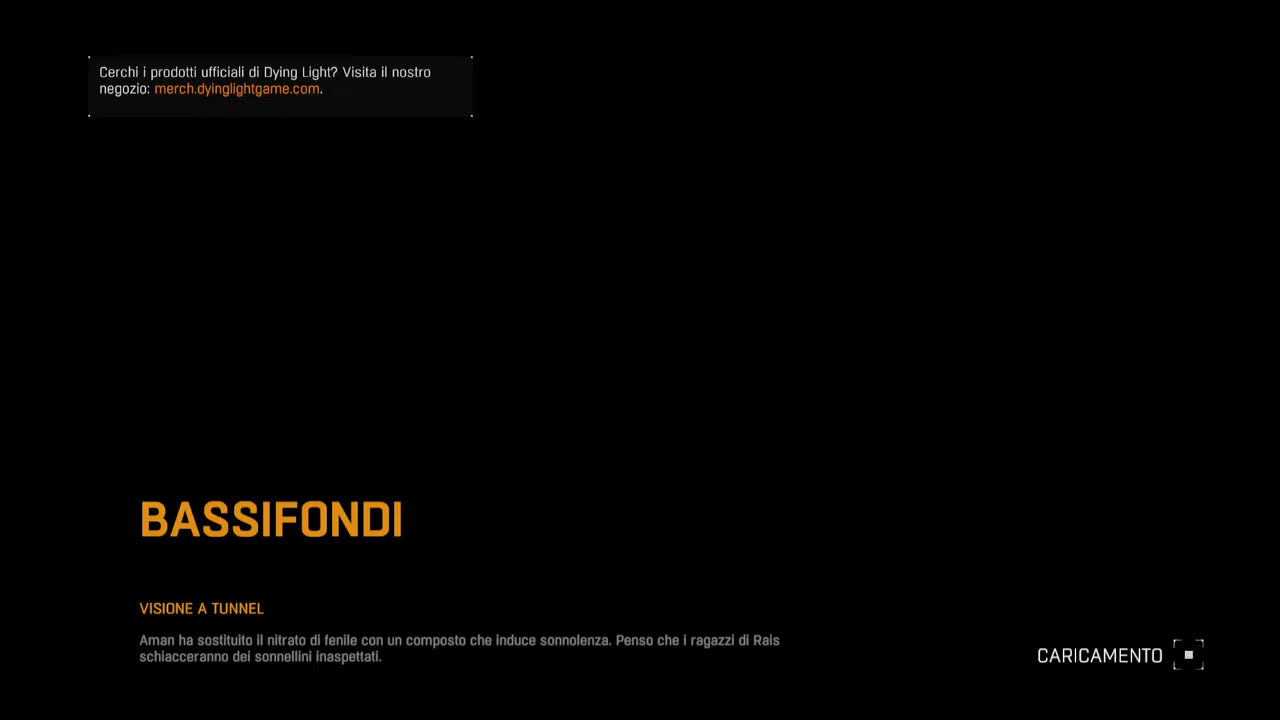 Cerchi i prodotti ufficiali di Dying Light? Visita il nostro
negozio: merch.dyinglightgame.com.
BASSIFONDI
VISIONE A TUNNEL
Aman ha sostituito il nitrato di fenile con un composto che induce sonnolenza. Penso che i ragazzi di Rais
schiacceranno dei sonnellini inaspettati.
CARICAMENTO